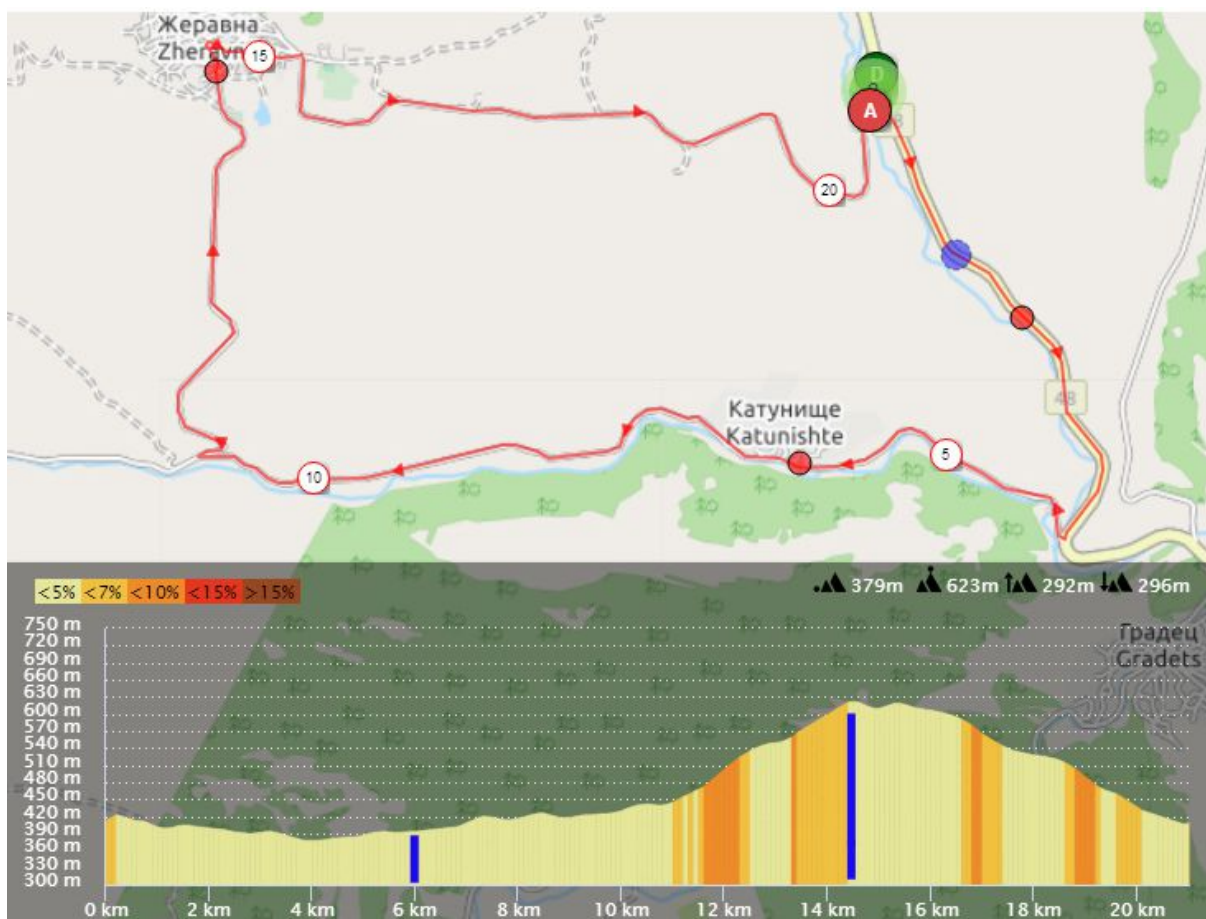 Жеравна
Zheravna
15
D
A
20
48
Катунище
Katunishte
5
10
<5% <7% <10% <15% >15%
379m 623m 292m 296m
Градец
Gradets
750 m
720 m
690 m
660 m
630 m
600 m
570 m
540 m
510 m
480 m
450 m
420 m
390 m
360 m
330 m
300 m
0 km 2 km 4 km 6 km 8 km 10 km 12 km 14 km 16 km 18 km 20 km